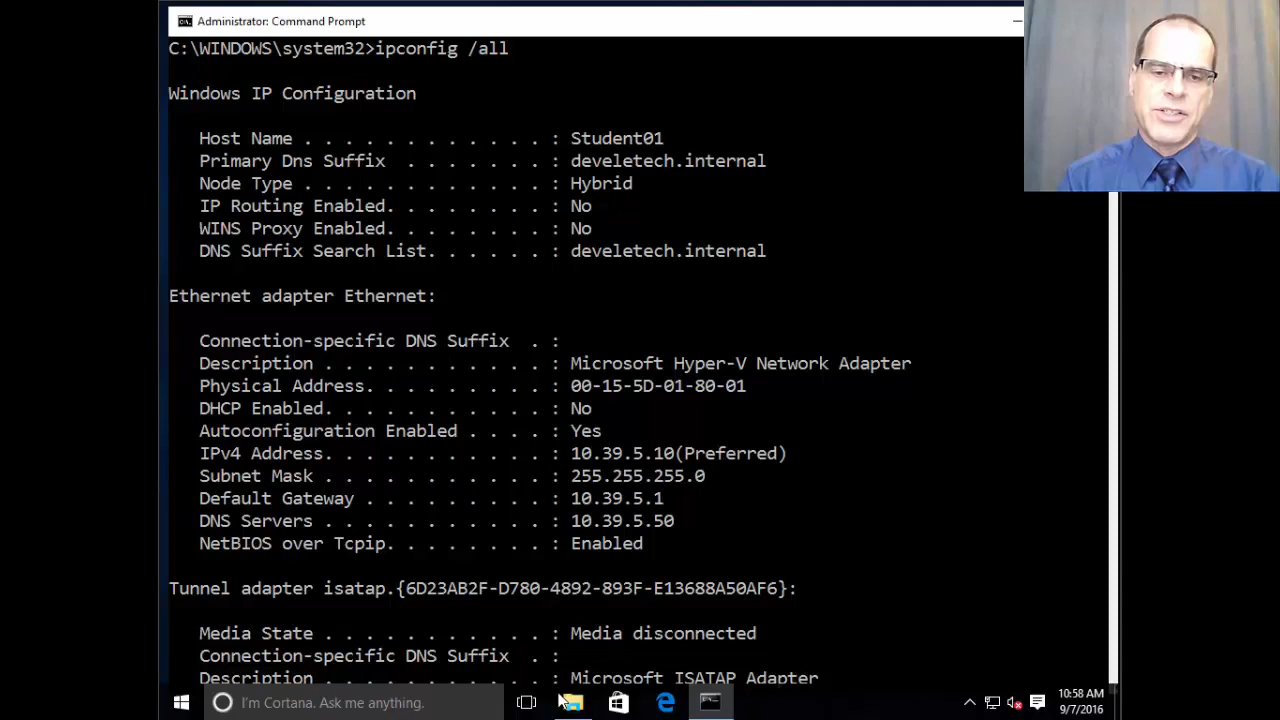 Administrator: Command Prompt
C:\WINDOWS\system32>ipconfig /all
Windows IP Configuration
Host Name . . . . . . . . . . . . : Student01
Primary Dns Suffix  . . . . . . . : develetech.internal
Node Type . . . . . . . . . . . . : Hybrid
IP Routing Enabled. . . . . . . . : No
WINS Proxy Enabled. . . . . . . . : No
DNS Suffix Search List. . . . . . : develetech.internal
Ethernet adapter Ethernet:
Connection-specific DNS Suffix  . :
Description . . . . . . . . . . . : Microsoft Hyper-V Network Adapter
Physical Address. . . . . . . . . : 00-15-5D-01-80-01
DHCP Enabled. . . . . . . . . . . : No
Autoconfiguration Enabled . . . . : Yes
IPv4 Address. . . . . . . . . . . : 10.39.5.10(Preferred)
Subnet Mask . . . . . . . . . . . : 255.255.255.0
Default Gateway . . . . . . . . . : 10.39.5.1
DNS Servers . . . . . . . . . . . : 10.39.5.50
NetBIOS over Tcpip. . . . . . . . : Enabled
Tunnel adapter isatap.{6D23AB2F-D780-4892-893F-E13688A50AF6}:
Media State . . . . . . . . . . . : Media disconnected
Connection-specific DNS Suffix  . :
Description . . . . . . . . . . . : Microsoft ISATAP Adapter
I'm Cortana. Ask me anything.
10:58 AM
9/7/2016